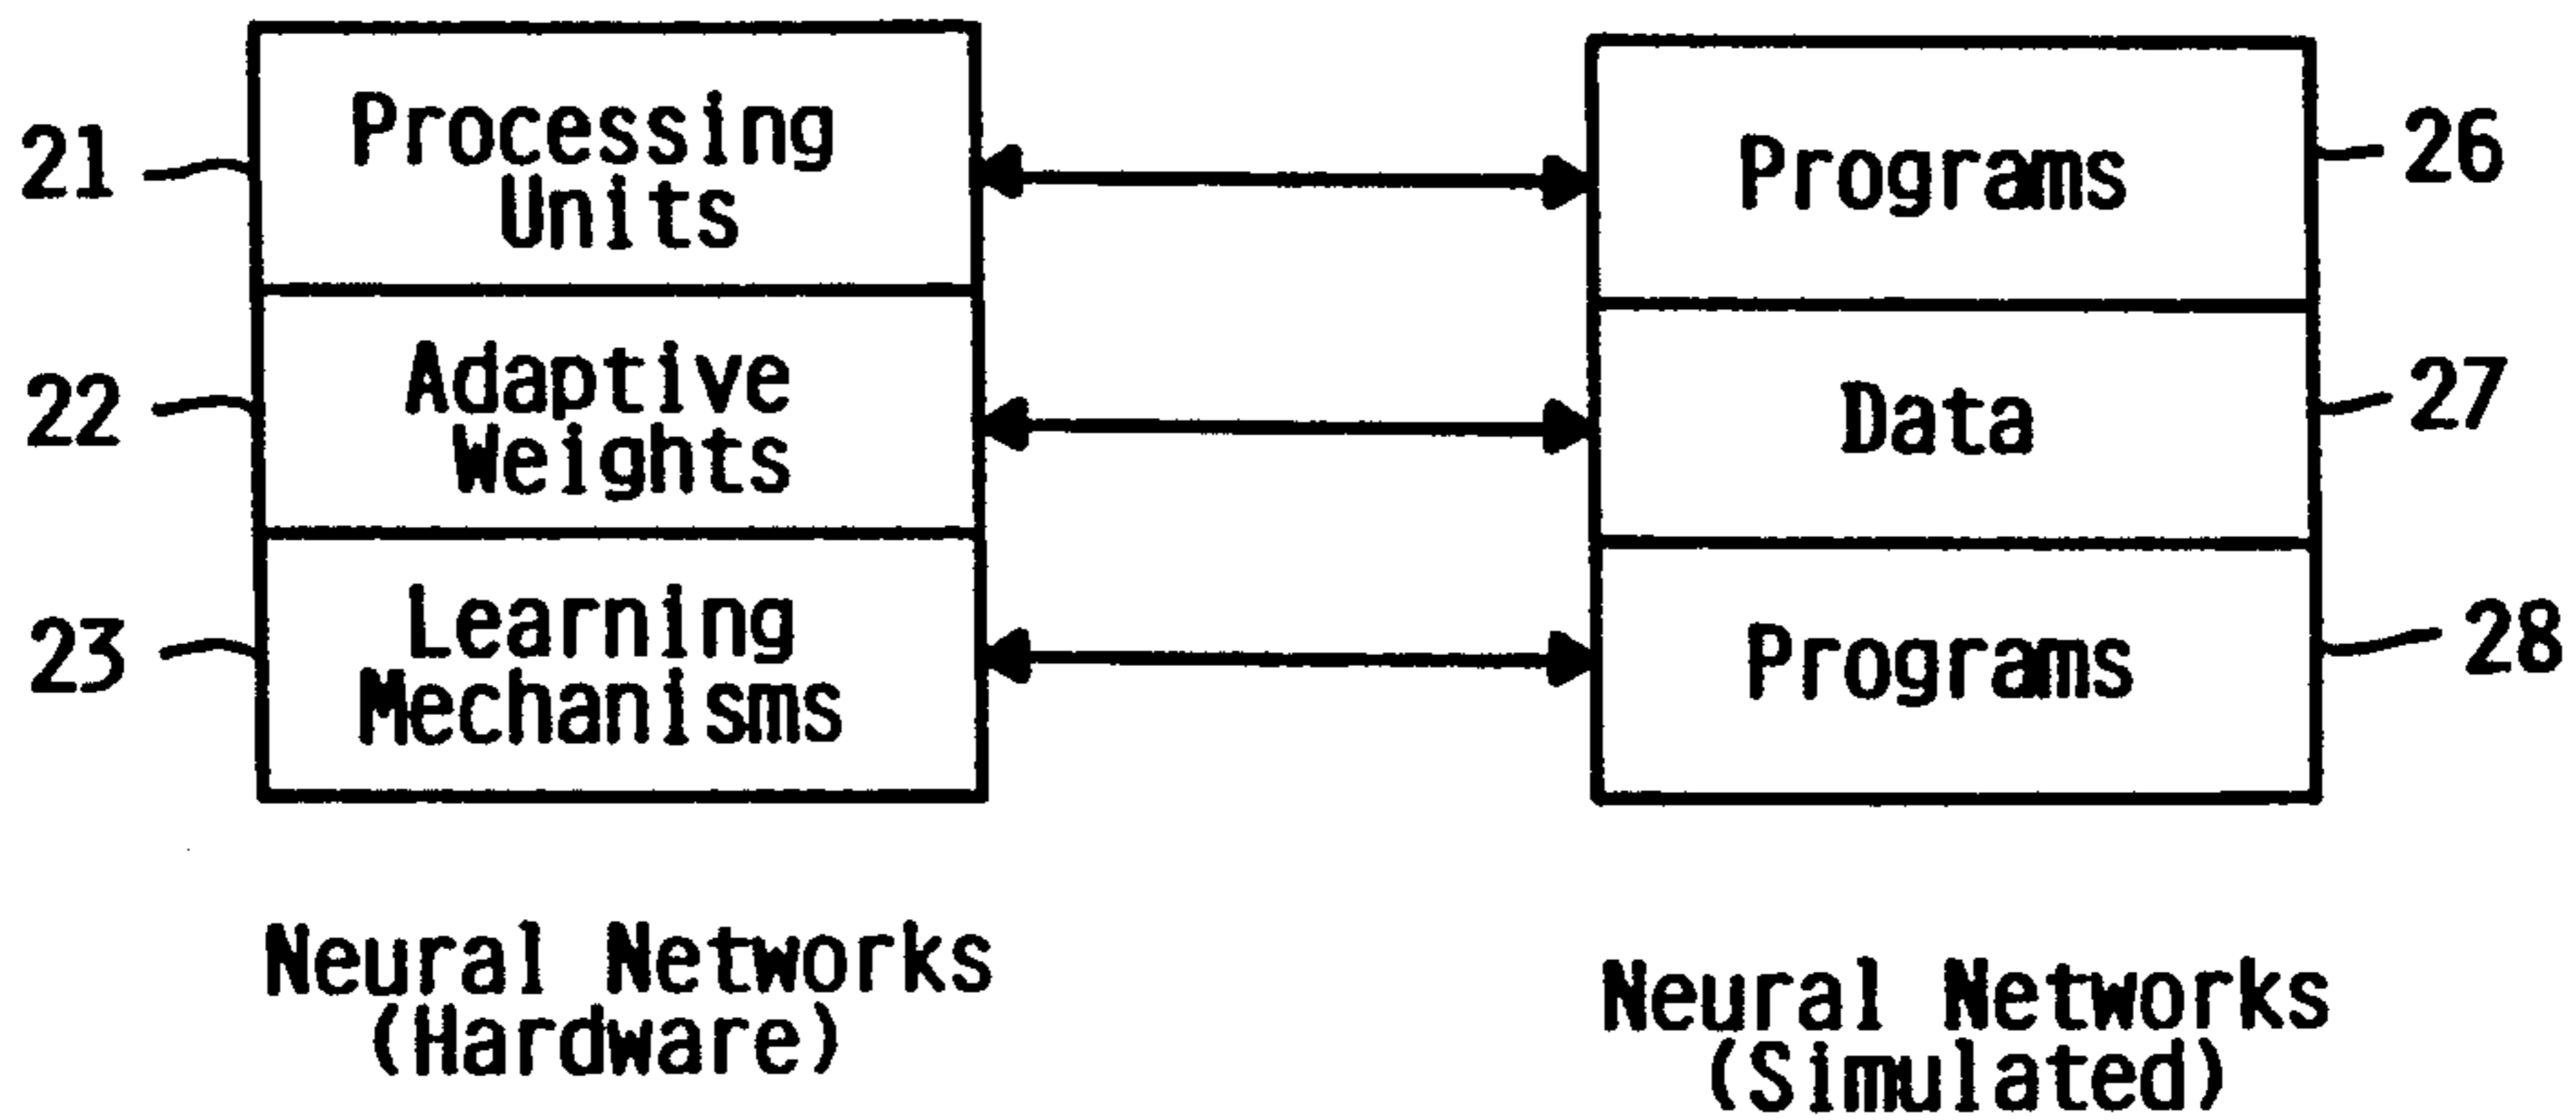 21
Processing
Units
Programs
26
22
Adaptive
Weights
Data
27
23
Learning
Mechanisms
Programs
28
Neural Networks
(Hardware)
Neural Networks
(Simulated)